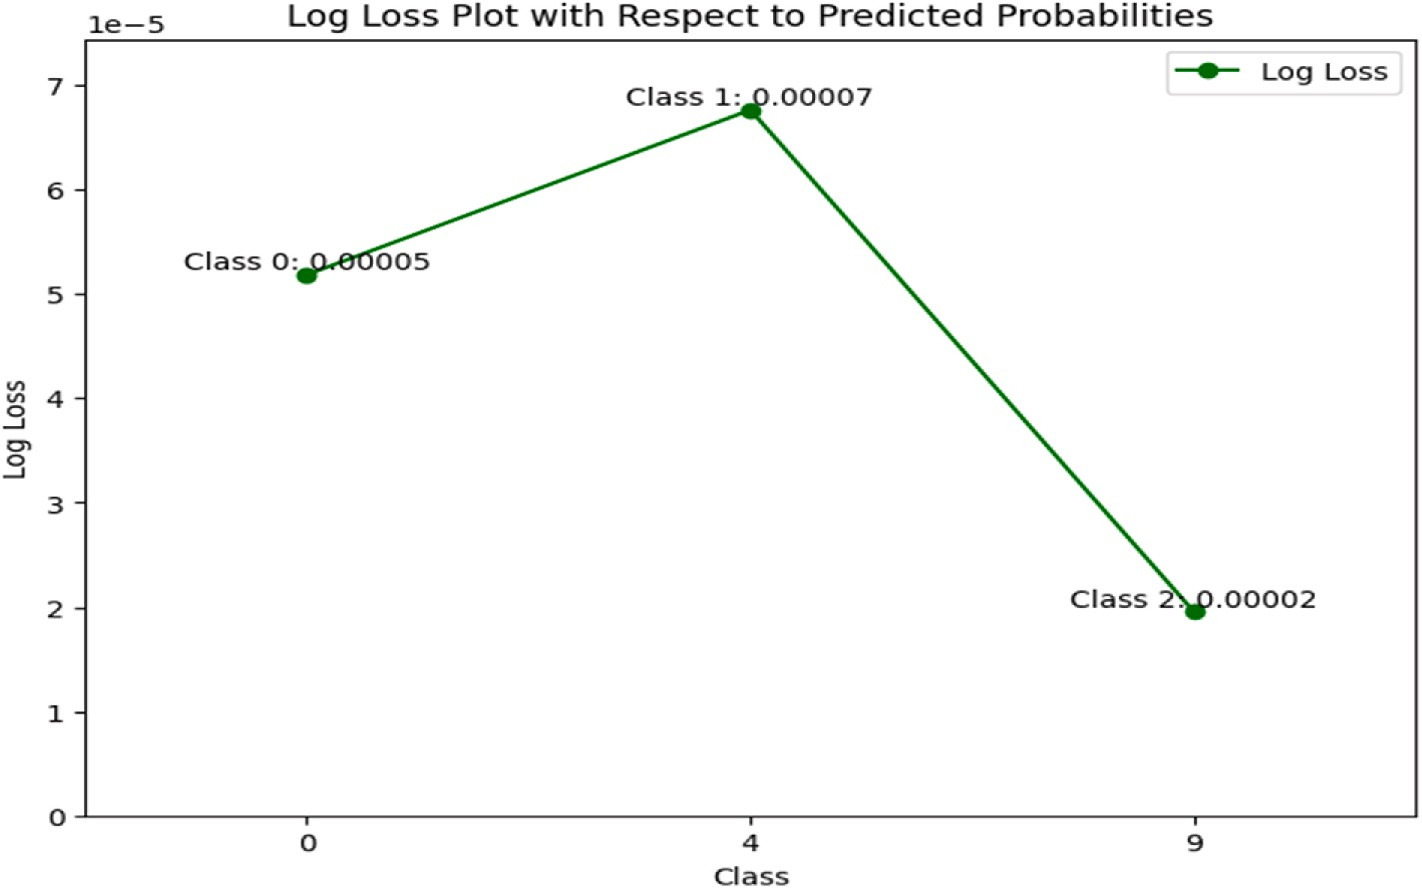 Log Loss Plot with Respect to Predicted Probabilities
1e−5
Log Loss
7
Class 1: 0.00007
6
Class 0: 0.00005
5
4
Log Loss
3
Class 2: 0.00002
2
1
0
0 4 9
Class